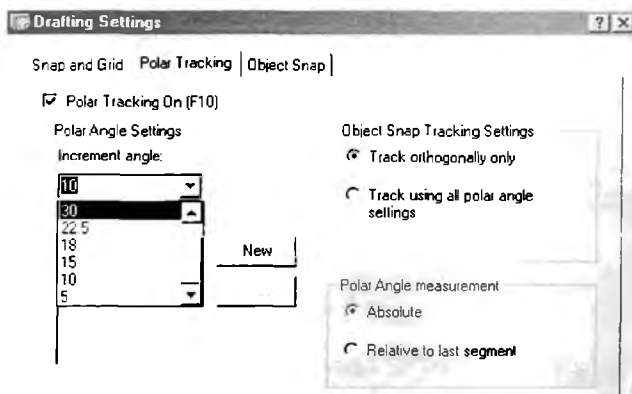 Drafting Settings
Snap and Grid Polar Tracking Object Snap
Polar Tracking On (F10)
Polar Angle Settings
Increment angle:
10
30
22.5
18
15
10
5
New
Object Snap Tracking Settings
Track orthogonally only
Track using all polar angle
settings
Polar Angle measurement
Absolute
Relative to last segment